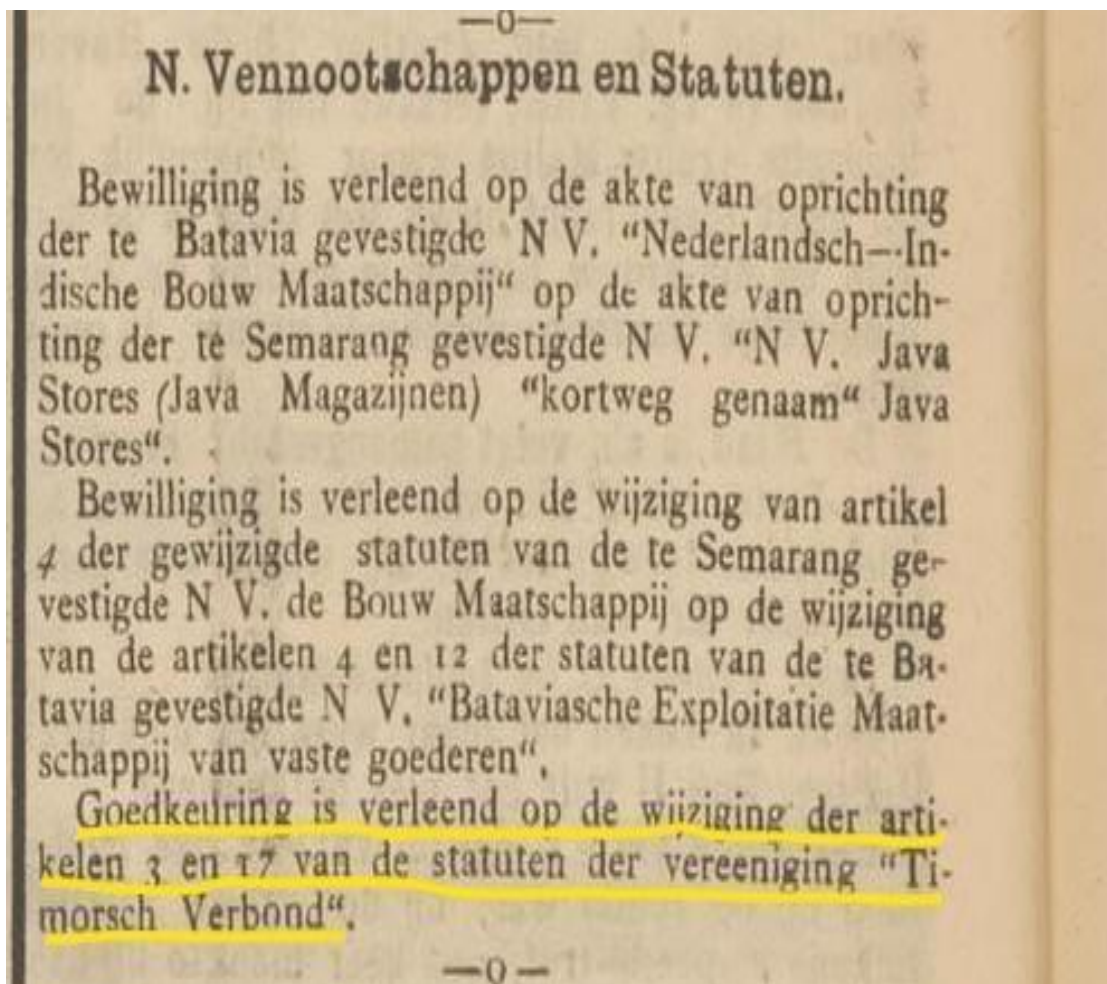 —o—
N. Vennootschappen en Statuten.
Bewilliging is verleend op de akte van oprichting
der te Batavia gevestigde N V. “Nederlandsch—In-
dische Bouw Maatschappij“ op de akte van oprich-
ting der te Semarang gevestigde N V. “N V. Java
Stores (Java Magazijnen) “kortweg genaam“ Java
Stores“.
Bewilliging is verleend op de wijziging van artikel
4 der gewijzigde statuten van de te Semarang ge-
vestigde N V. de Bouw Maatschappij op de wijziging
van de artikelen 4 en 12 der statuten van de te Ba-
tavia gevestigde N V. “Bataviasche Exploitatie Maat-
schappij van vaste goederen“.
Goedkeuring is verleend op de wijziging der arti-
kelen 3 en 17 van de statuten der vereeniging “Ti-
morsch Verbond“.
—o—